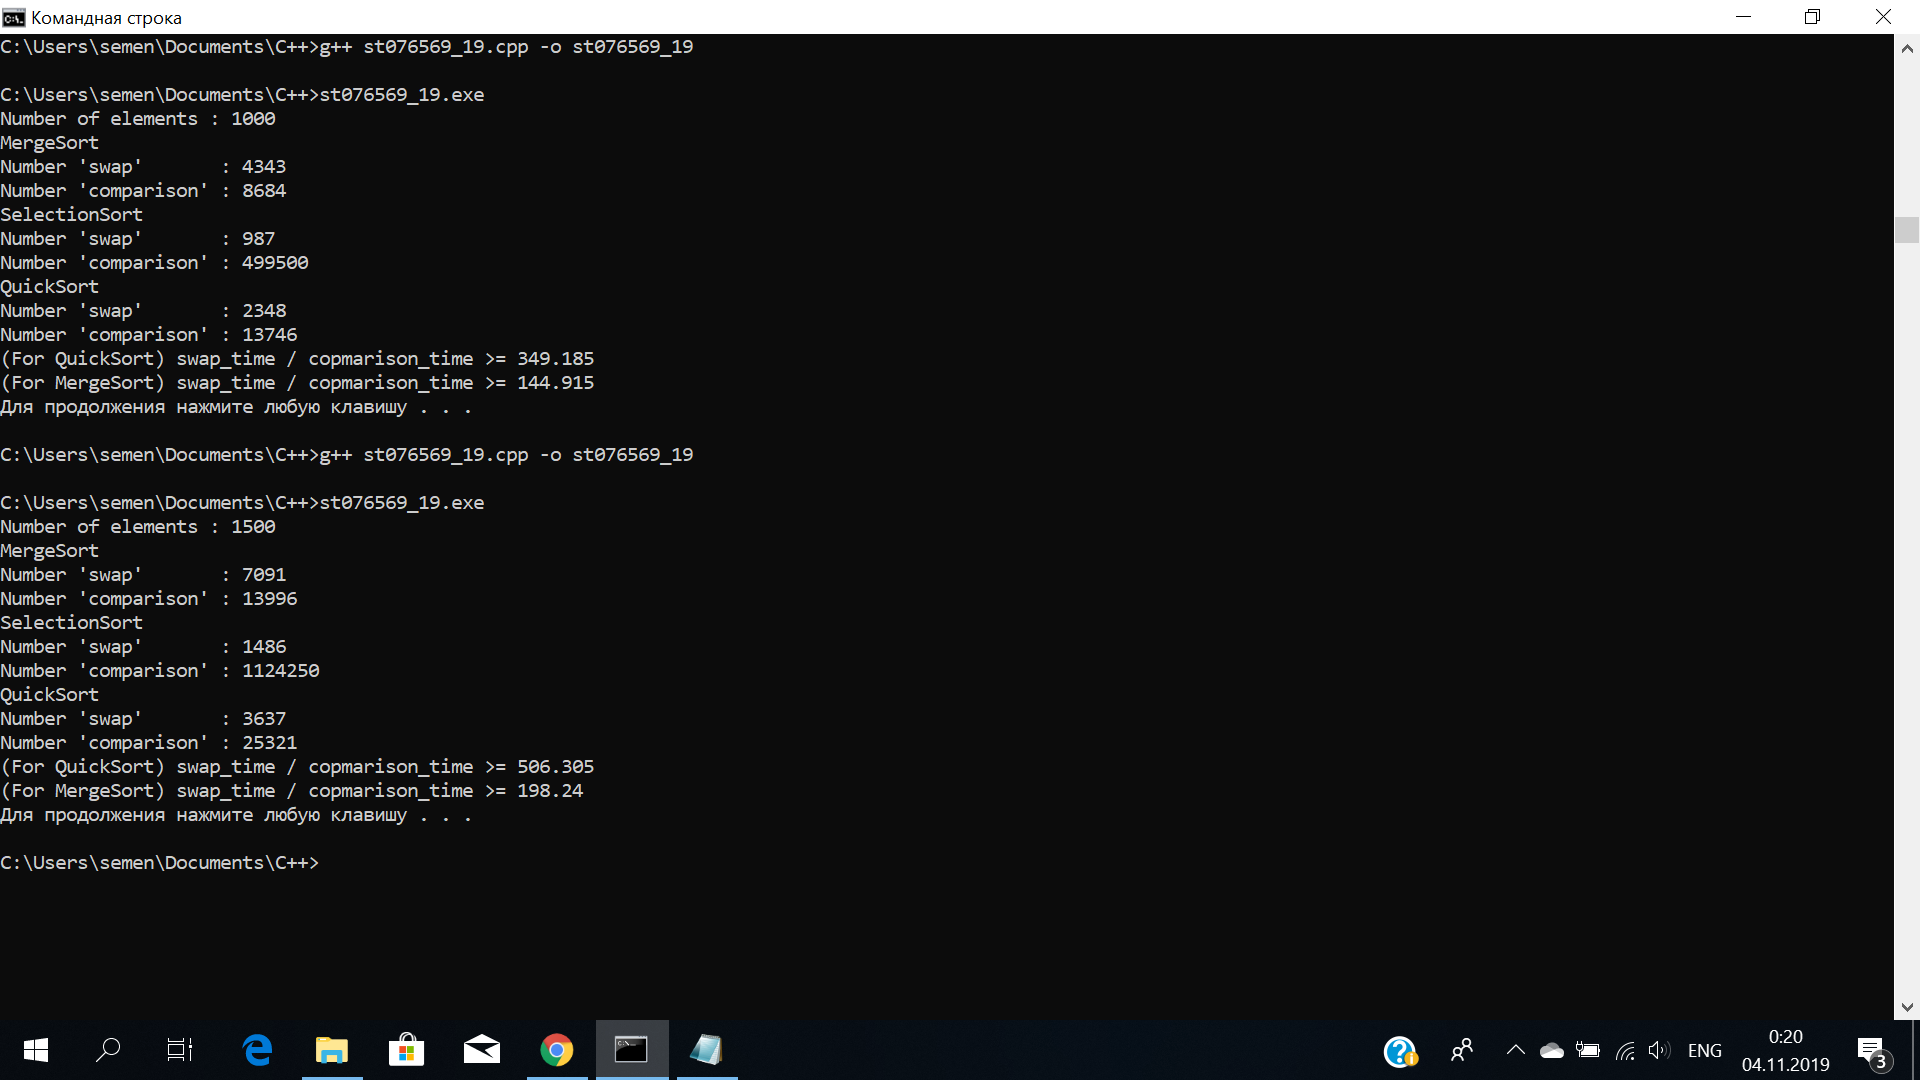 Командная строка
C:\Users\semen\Documents\C++>g++ st076569_19.cpp -o st076569_19
C:\Users\semen\Documents\C++>st076569_19.exe
Number of elements : 1000
MergeSort
Number 'swap'       : 4343
Number 'comparison' : 8684
SelectionSort
Number 'swap'       : 987
Number 'comparison' : 499500
QuickSort
Number 'swap'       : 2348
Number 'comparison' : 13746
(For QuickSort) swap_time / copmarison_time >= 349.185
(For MergeSort) swap_time / copmarison_time >= 144.915
Для продолжения нажмите любую клавишу . . .
C:\Users\semen\Documents\C++>g++ st076569_19.cpp -o st076569_19
C:\Users\semen\Documents\C++>st076569_19.exe
Number of elements : 1500
MergeSort
Number 'swap'       : 7091
Number 'comparison' : 13996
SelectionSort
Number 'swap'       : 1486
Number 'comparison' : 1124250
QuickSort
Number 'swap'       : 3637
Number 'comparison' : 25321
(For QuickSort) swap_time / copmarison_time >= 506.305
(For MergeSort) swap_time / copmarison_time >= 198.24
Для продолжения нажмите любую клавишу . . .
C:\Users\semen\Documents\C++>
ENG
0:20
04.11.2019
3